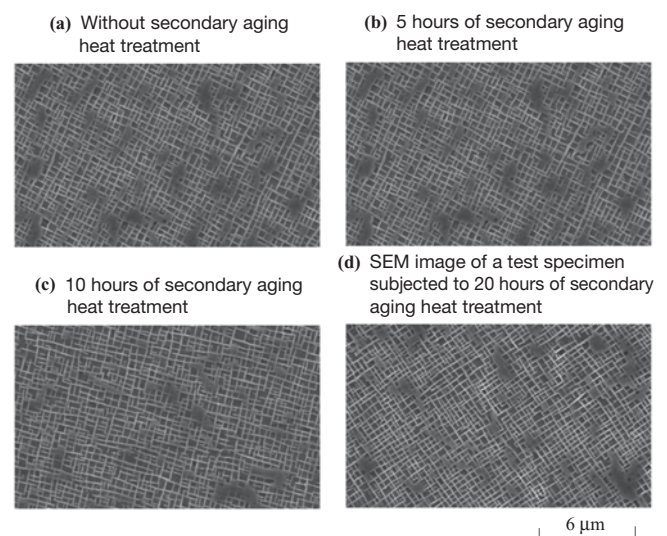 (a) Without secondary aging
heat treatment
(b) 5 hours of secondary aging
heat treatment
(c) 10 hours of secondary aging
heat treatment
(d) SEM image of a test specimen
subjected to 20 hours of secondary
aging heat treatment
6 μm